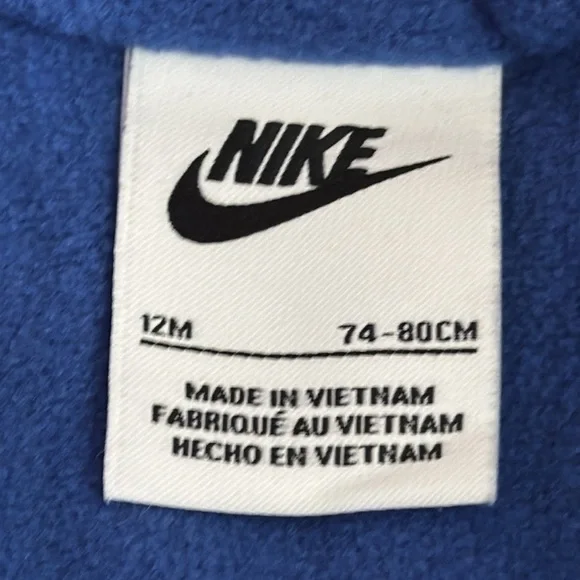 NIKE
12M 74-80CM
MADE IN VIETNAM
FABRIQUÉ AU VIETNAM
HECHO EN VIETNAM